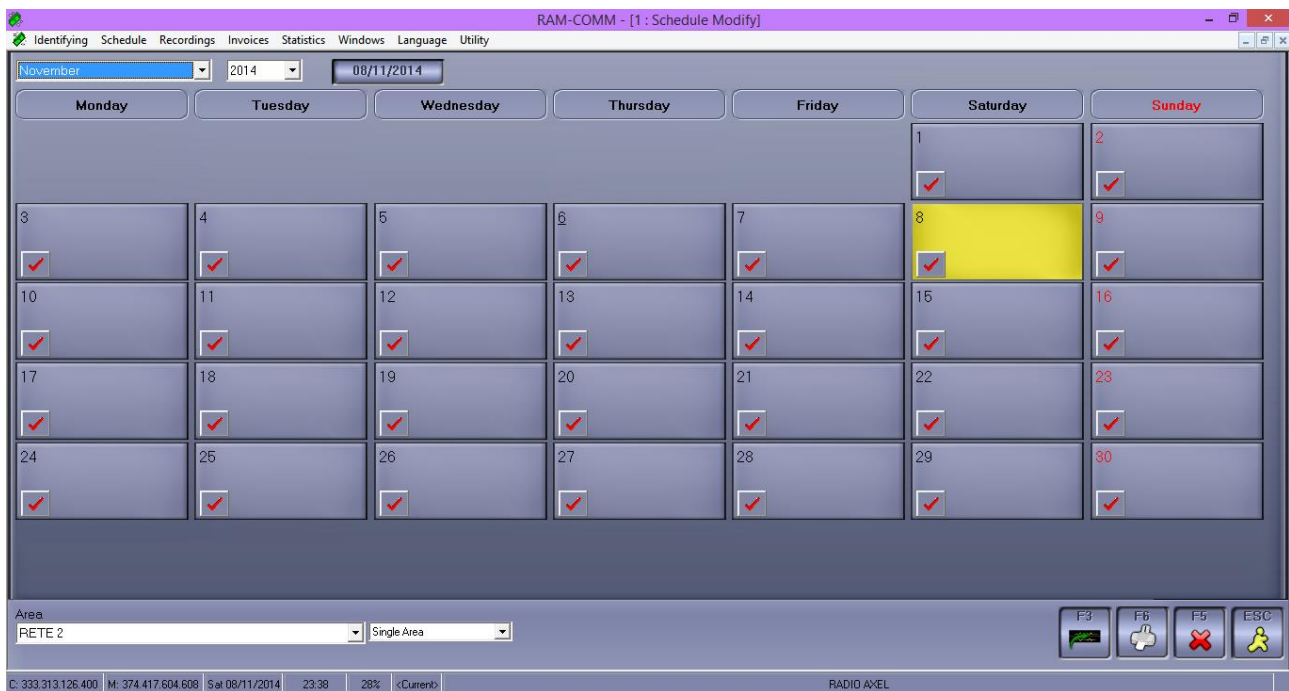 RAM-COMM - [1 : Schedule Modify]
Identifying Schedule Recordings Invoices Statistics Windows Language Utility
November 2014 08/11/2014
Monday Tuesday Wednesday Thursday Friday Saturday Sunday
1 2
3 4 5 6 7 8 9
10 11 12 13 14 15 16
17 18 19 20 21 22 23
24 25 26 27 28 29 30
Area
RETE 2 Single Area
F3 F6 F5 ESC
C: 333.313.126.400 M: 374.417.604.608 Sat 08/11/2014 23:38 28% <Current> RADIO AXEL